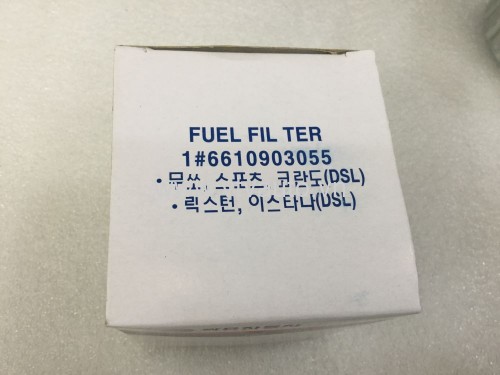 FUEL FIL TER
1#6610903055
• 무쏘, 스포츠, 코란도(DSL)
• 렉스턴, 이스타나(DSL)